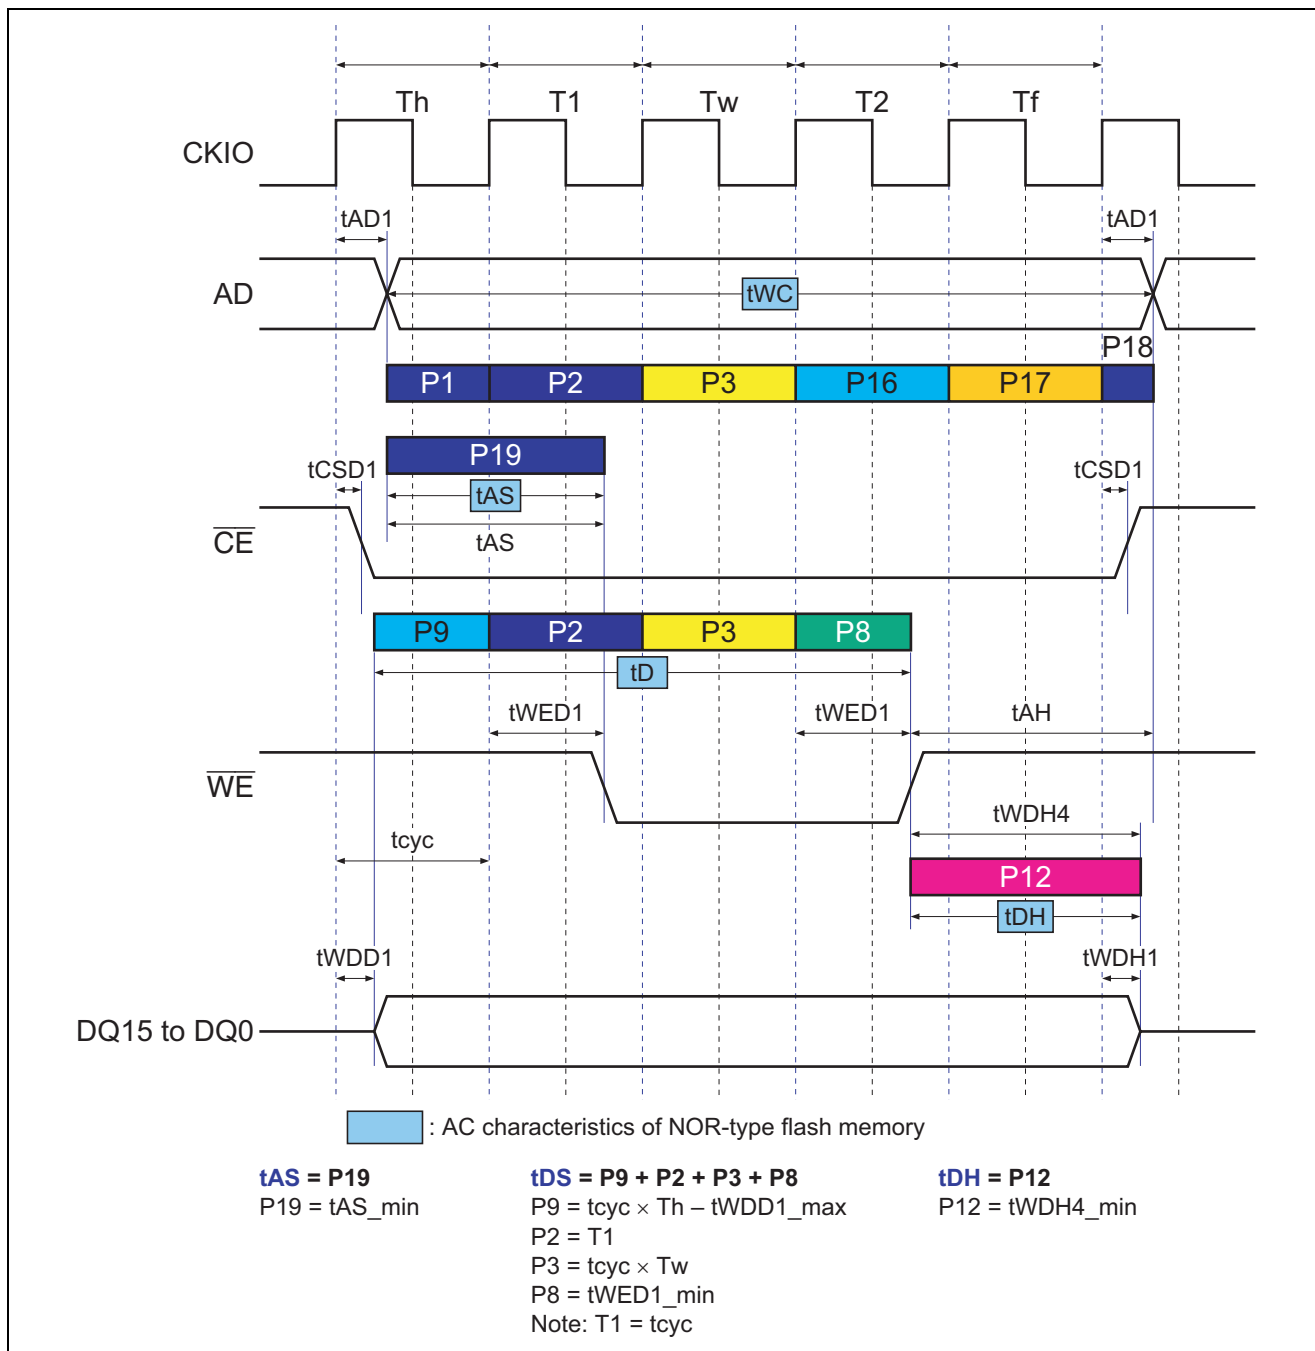 Th T1 Tw T2 Tf
CKIO
tAD1 tAD1
AD
tWC
P18
P1 P2 P3 P16 P17
P19
tCSD1 tCSD1
tAS
tAS
CE
P9 P2 P3 P8
tD
tWED1 tWED1 tAH
WE
tWDH4
tcyc
P12
tDH
tWDD1 tWDH1
DQ15 to DQ0
: AC characteristics of NOR-type flash memory
tAS = P19
P19 = tAS_min
tDS = P9 + P2 + P3 + P8
P9 = tcyc × Th – tWDD1_max
P2 = T1
P3 = tcyc × Tw
P8 = tWED1_min
Note: T1 = tcyc
tDH = P12
P12 = tWDH4_min